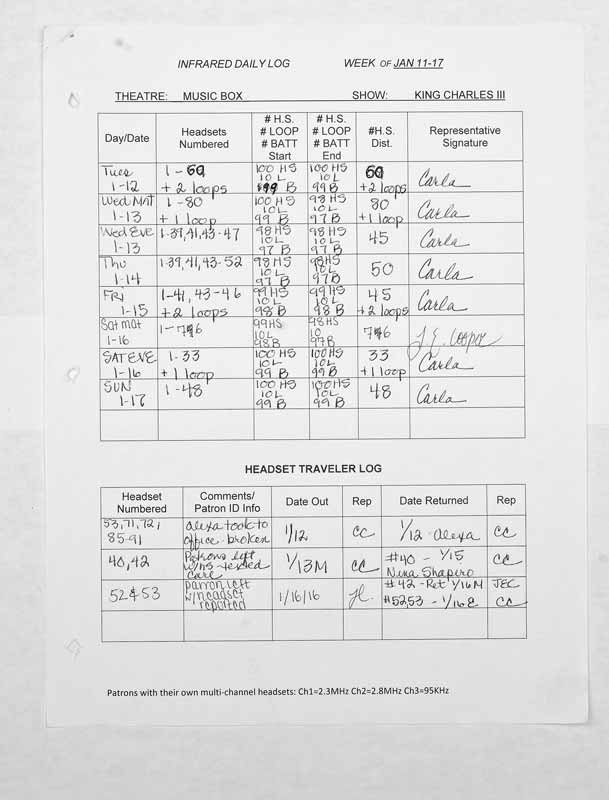 INFRARED DAILY LOG WEEK OF JAN 11-17
THEATRE: MUSIC BOX SHOW: KING CHARLES III
Day/Date Headsets Numbered # H.S. # LOOP # BATT Start # H.S. # LOOP # BATT End #H.S. Dist. Representative Signature
Tues 1-12 1-60 + 2 loops 100 HS 10 L 99 B 100 HS 10 L 99 B 60 +2 loops Carla
Wed Mat 1-13 1-80 +1 loop 100 HS 10 L 99 B 98 HS 10 L 97 B 80 +1 loop Carla
Wed Eve 1-13 1-39,41,43-47 98 HS 10 L 97 B 98 HS 10 L 97 B 45 Carla
Thu 1-14 1-39,41,43-52 98 HS 10 L 97 B 98 HS 10 L 97 B 50 Carla
FRI 1-15 1-41, 43-46 + 2 loops 99 HS 10 L 98 B 99 HS 10 L 98 B 45 + 2 loops Carla
Sat mat 1-16 99 HS 10 L 98 B 98 HS 10 97 B J E Cooper
SAT EVE 1-16 1-33 +1 loop 100 HS 10 L 99 B 100 HS 10 L 99 B 33 +1 loop Carla
SUN 1-17 1-48 100 HS 10 L 99 B 100 HS 10 L 99 B 48 Carla
HEADSET TRAVELER LOG
Headset Numbered Comments/ Patron ID Info Date Out Rep Date Returned Rep
53,71,72, 85-91 alexa took to office broken 1/12 CC 1/12 - Alexa CC
40,42 Patrons left w/HS 1/13M CC #40 - 1/15 Nina Shapiro CC
52 & 53 patron left w/headset reported 1/16/16 #42 - Ret 1/16M JEC
#52,53 - 1/16E CC
Patrons with their own multi-channel headsets: Ch1=2.3MHz Ch2=2.8MHz Ch3=95KHz